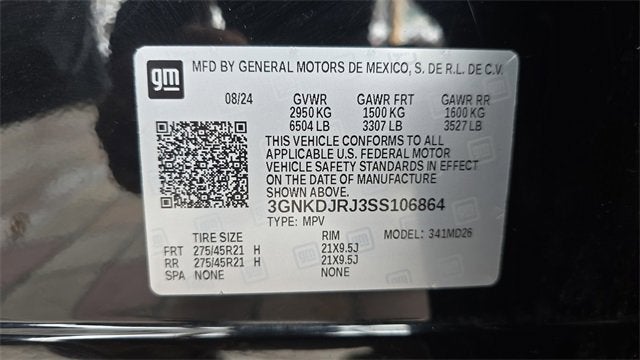 gm MFD BY GENERAL MOTORS DE MEXICO, S. DE R.L. DE C.V.
08/24 GVWR GAWR FRT GAWR RR
2950 KG 1500 KG 1600 KG
6504 LB 3307 LB 3527 LB
THIS VEHICLE CONFORMS TO ALL
APPLICABLE U.S. FEDERAL MOTOR
VEHICLE SAFETY STANDARDS IN EFFECT
ON THE DATE OF MANUFACTURE
SHOWN ABOVE.
3GNKDJRJ3SS106864
TYPE: MPV
TIRE SIZE RIM MODEL: 341MD26
FRT 275/45R21 H 21X9.5J
RR 275/45R21 H 21X9.5J
SPA NONE NONE